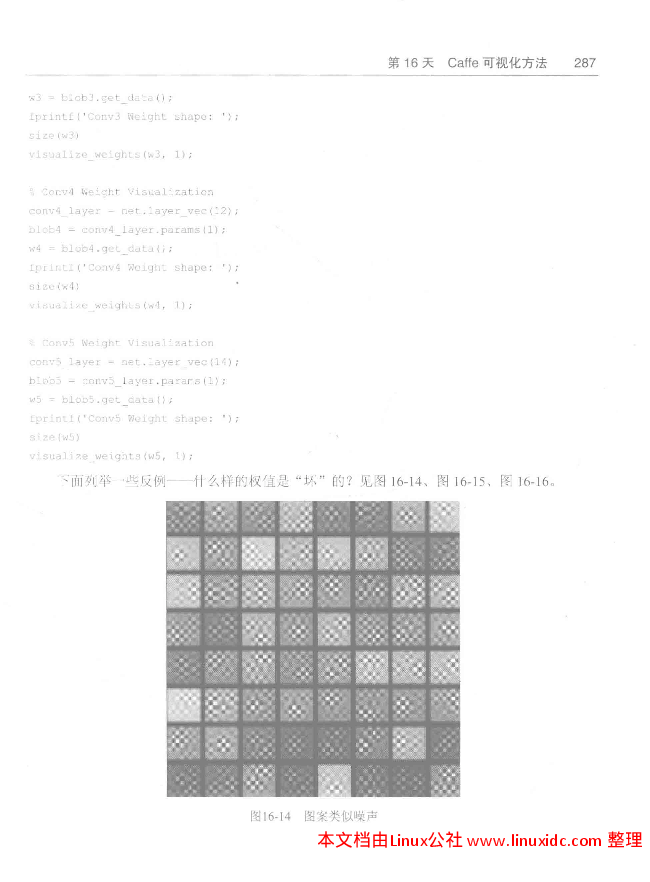 第 16 天 Caffe 可视化方法 287
w3 = blob3.get_data();
fprintf('Conv3 Weight shape: ');
size(w3)
visualize_weights(w3, 1);
% Conv4 Weight Visualization
conv4_layer = net.layer_vec(12);
blob4 = conv4_layer.params(1);
w4 = blob4.get_data();
fprintf('Conv4 Weight shape: ');
size(w4)
visualize_weights(w4, 1);
% Conv5 Weight Visualization
conv5_layer = net.layer_vec(14);
blob5 = conv5_layer.params(1);
w5 = blob5.get_data();
fprintf('Conv5 Weight shape: ');
size(w5)
visualize_weights(w5, 1);
下面列举一些反例——什么样的权值是“坏”的？见图 16-14、图 16-15、图 16-16。
图16-14 图案类似噪声
本文档由Linux公社 www.linuxidc.com 整理